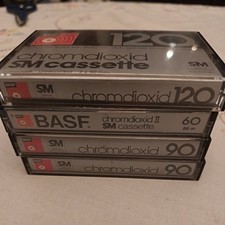 120
chromdioxid
SM cassette
SM chromdioxid 120
BASF chromdioxid II 60
SM cassette
SM chromdioxid 90
SM chromdioxid 90